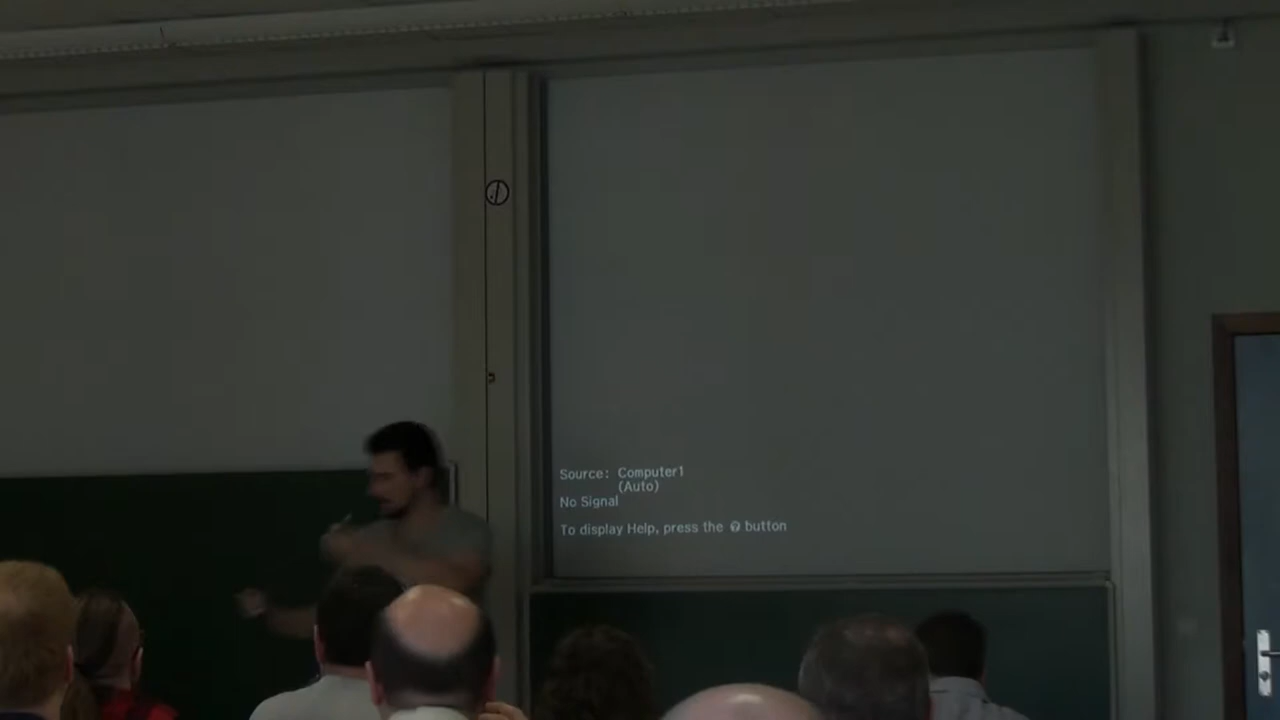 Source: Computer1
(Auto)
No Signal
To display Help, press the ? button